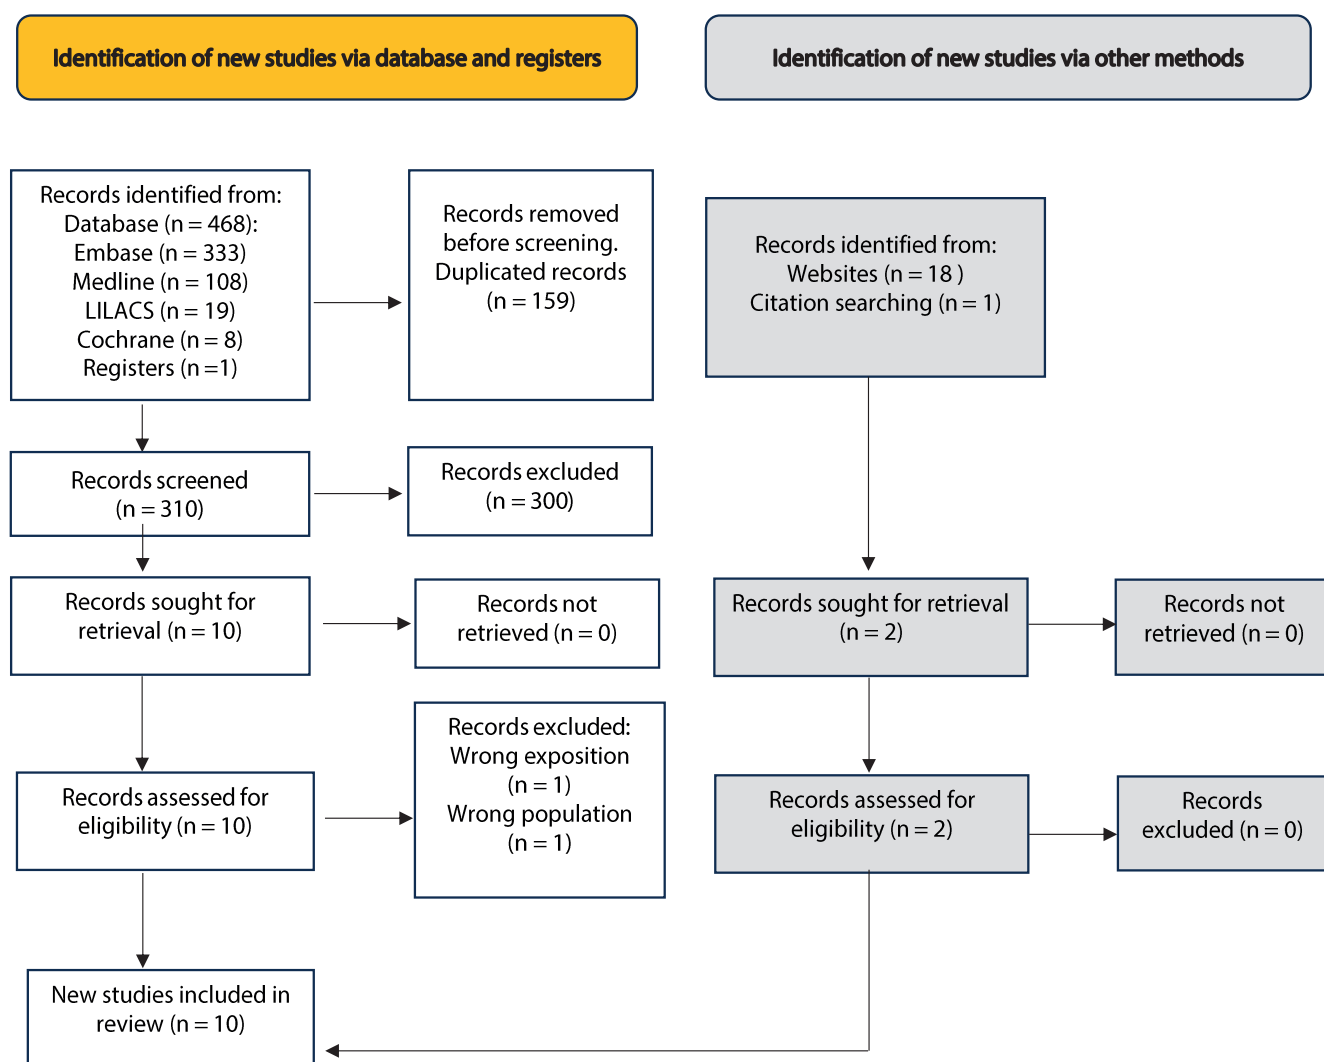 Identification of new studies via database and registers
Identification of new studies via other methods
Records identified from:
Database (n = 468):
Embase (n = 333)
Medline (n = 108)
LILACS (n = 19)
Cochrane (n = 8)
Registers (n =1)
Records removed
before screening.
Duplicated records
(n = 159)
Records identified from:
Websites (n = 18 )
Citation searching (n = 1)
Records screened
(n = 310)
Records excluded
(n = 300)
Records sought for
retrieval (n = 10)
Records not
retrieved (n = 0)
Records sought for retrieval
(n = 2)
Records not
retrieved (n = 0)
Records assessed for
eligibility (n = 10)
Records excluded:
Wrong exposition
(n = 1)
Wrong population
(n = 1)
Records assessed for
eligibility (n = 2)
Records
excluded (n = 0)
New studies included in
review (n = 10)